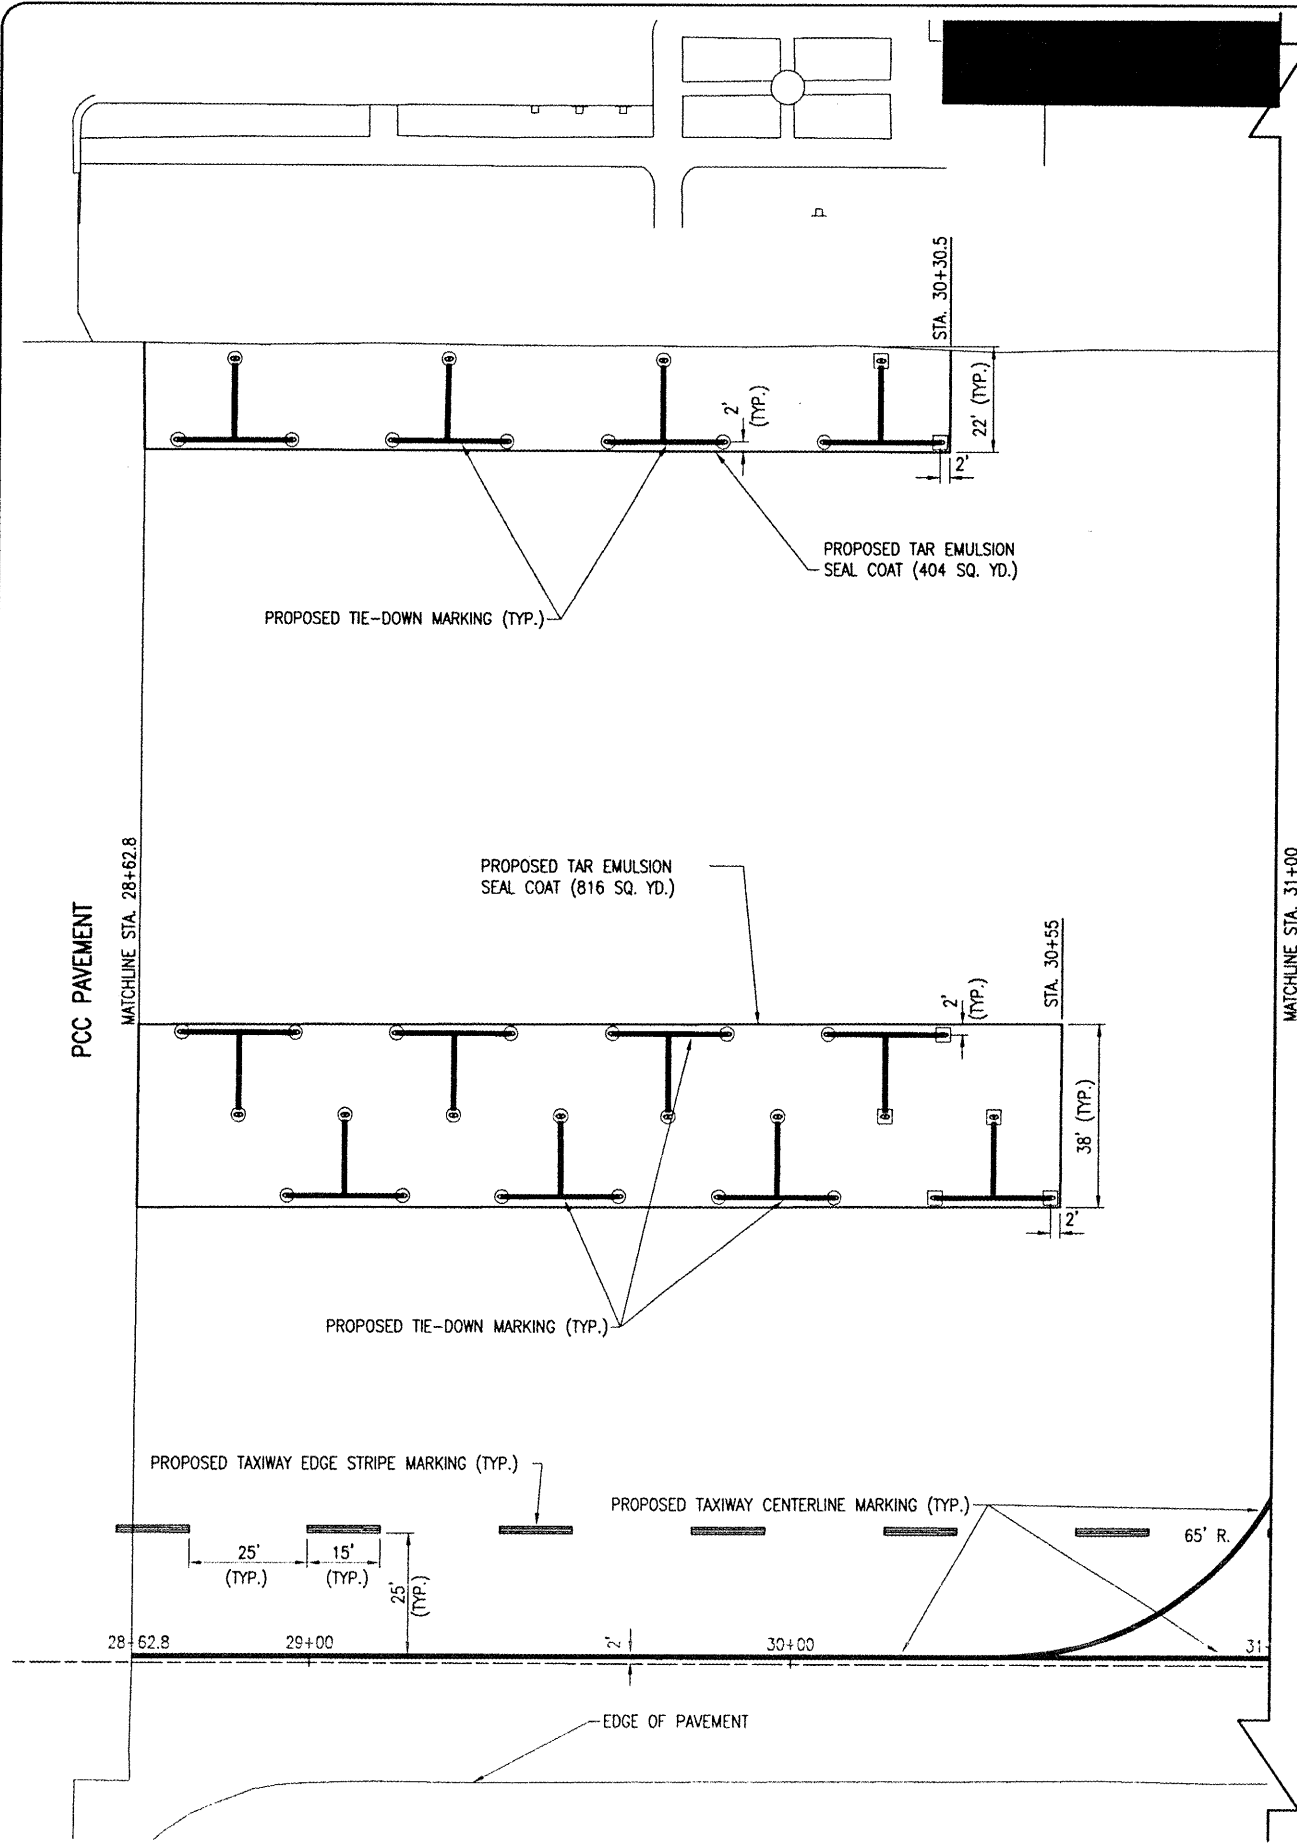 STA. 30+30.5
2'
(TYP.)
22' (TYP.)
2'
PROPOSED TAR EMULSION
SEAL COAT (404 SQ. YD.)
PROPOSED TIE-DOWN MARKING (TYP.)
PCC PAVEMENT
MATCHLINE STA. 28+62.8
MATCHLINE STA. 31+00
PROPOSED TAR EMULSION
SEAL COAT (816 SQ. YD.)
STA. 30+55
2'
(TYP.)
38' (TYP.)
2'
PROPOSED TIE-DOWN MARKING (TYP.)
PROPOSED TAXIWAY EDGE STRIPE MARKING (TYP.)
PROPOSED TAXIWAY CENTERLINE MARKING (TYP.)
65' R.
25'
(TYP.)
15'
(TYP.)
25'
(TYP.)
28+62.8
29+00
2'
30+00
31+
EDGE OF PAVEMENT